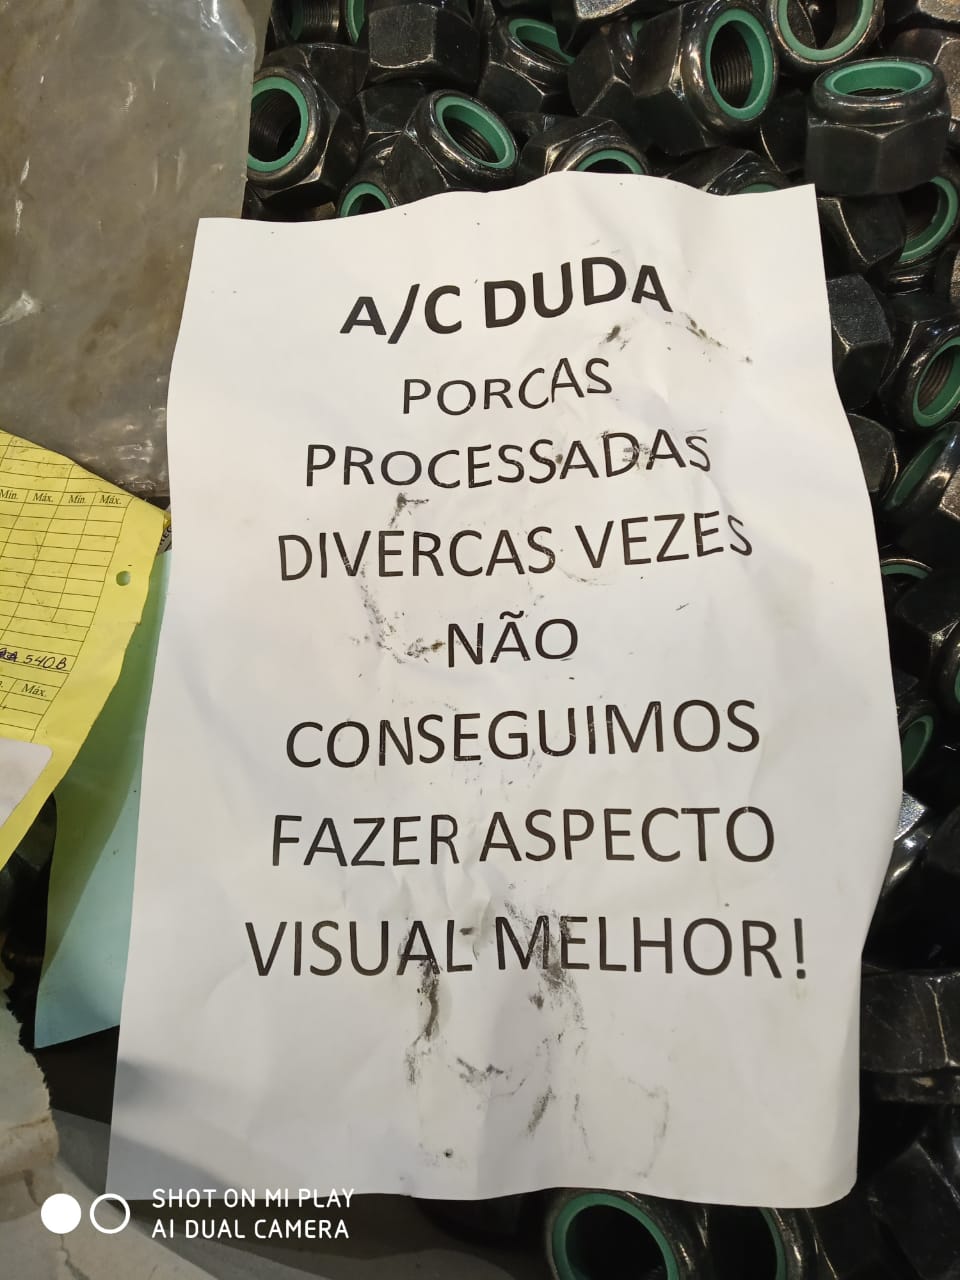 A/C DUDA
PORCAS
PROCESSADAS
DIVERCAS VEZES
NÃO
CONSEGUIMOS
FAZER ASPECTO
VISUAL MELHOR!
Mín. Máx. Mín. Máx.
540B
Máx.
SHOT ON MI PLAY
AI DUAL CAMERA